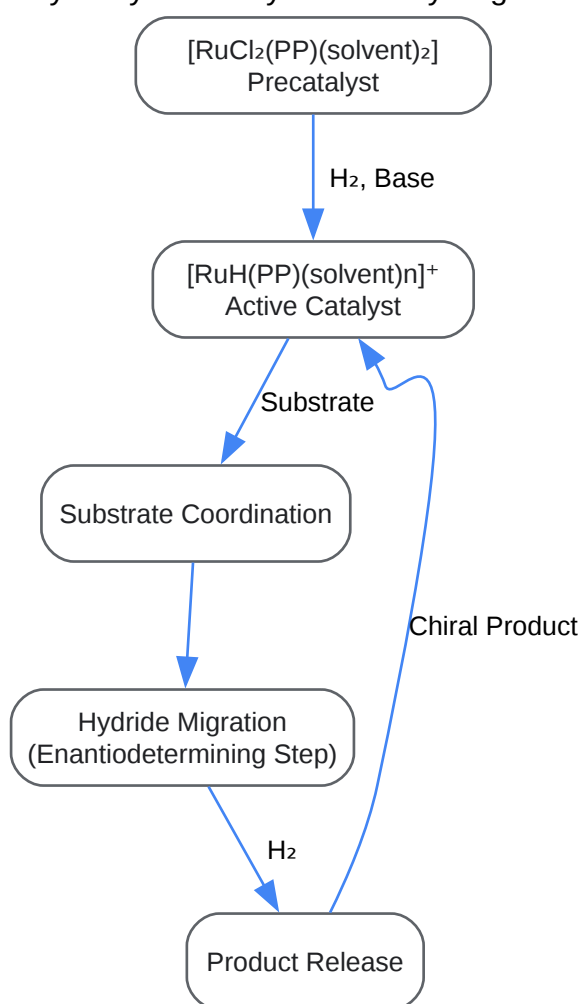 [RuCl₂(PP)(solvent)₂]
Precatalyst
H₂, Base
[RuH(PP)(solvent)n]⁺
Active Catalyst
Substrate
Substrate Coordination
Chiral Product
Hydride Migration
(Enantiodetermining Step)
H₂
Product Release